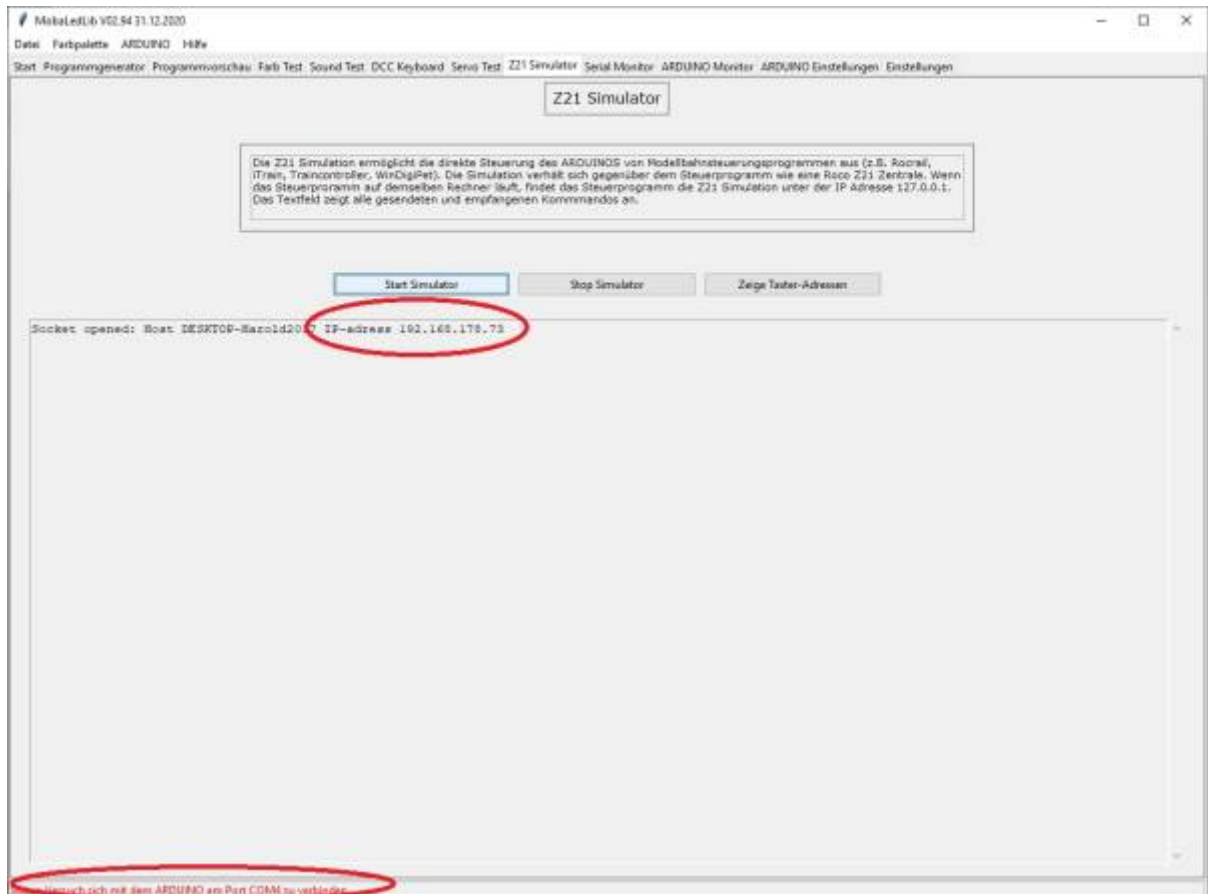 MobaLedLib V02.94 31.12.2020
Datei Farbpalette ARDUINO Hilfe
Start Programmgenerator Programmvorschau Farb Test Sound Test DCC Keyboard Servo Test Z21 Simulator Serial Monitor ARDUINO Monitor ARDUINO Einstellungen Einstellungen
Z21 Simulator
Die Z21 Simulation ermöglicht die direkte Steuerung des ARDUINOS von Modellbahnsteuerungsprogrammen aus (z.B. Rocrail,
iTrain, Traincontroller, WinDigiPet). Die Simulation verhält sich gegenüber dem Steuerprogramm wie eine Roco Z21 Zentrale. Wenn
das Steuerproramm auf demselben Rechner läuft, findet das Steuerprogramm die Z21 Simulation unter der IP Adresse 127.0.0.1.
Das Textfeld zeigt alle gesendeten und empfangenen Kommmandos an.
Start Simulator Stop Simulator Zeige Taster-Adressen
Socket opened: Host IP-adress 192.168.178.73
Versuch sich mit dem ARDUINO am Port zu verbinden